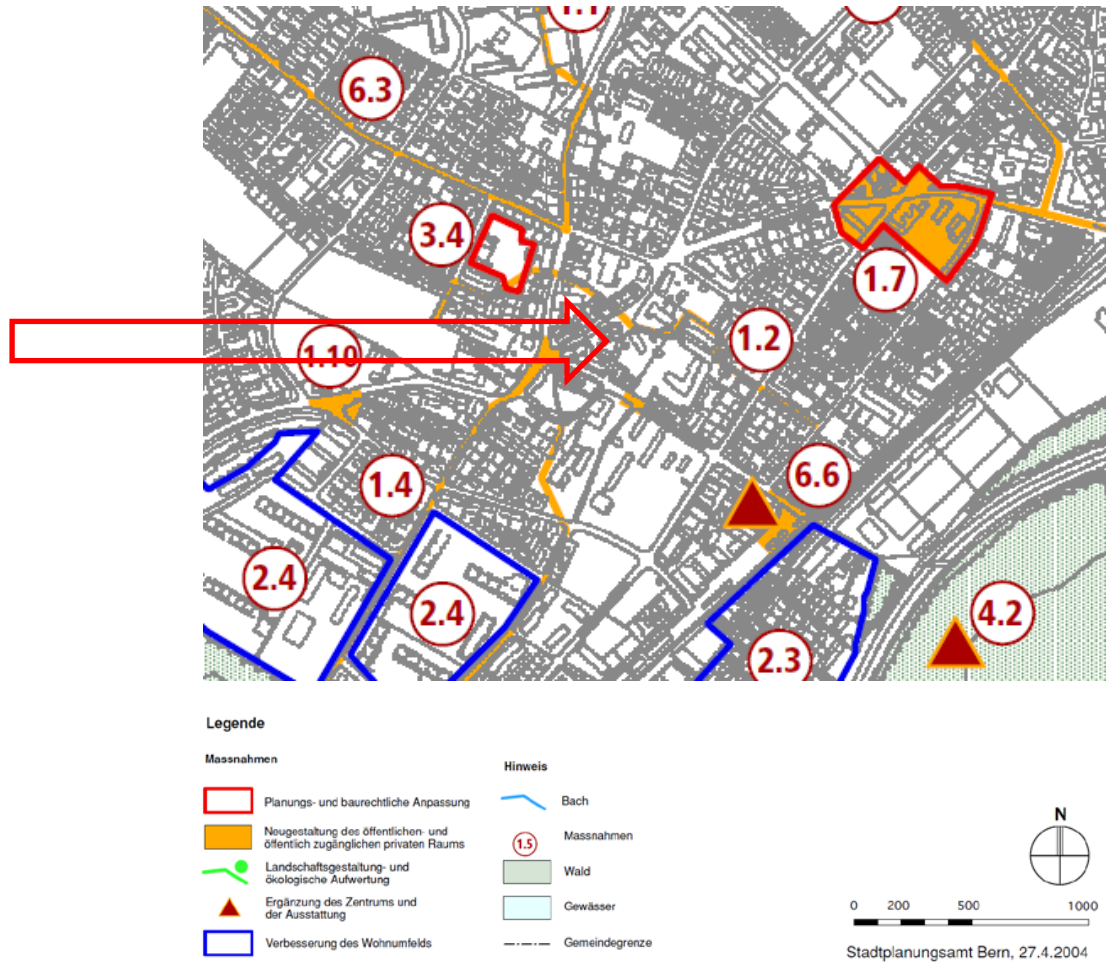 1.1
6.3
3.4
1.7
1.2
1.10
6.6
1.4
2.4
2.4
4.2
2.3
Legende
Massnahmen
Planungs- und baurechtliche Anpassung
Neugestaltung des öffentlichen- und
öffentlich zugänglichen privaten Raums
Landschaftsgestaltung- und
ökologische Aufwertung
Ergänzung des Zentrums und
der Ausstattung
Verbesserung des Wohnumfelds
Hinweis
Bach
1.5
Massnahmen
Wald
Gewässer
Gemeindegrenze
N
0 200 500 1000
Stadtplanungsamt Bern, 27.4.2004